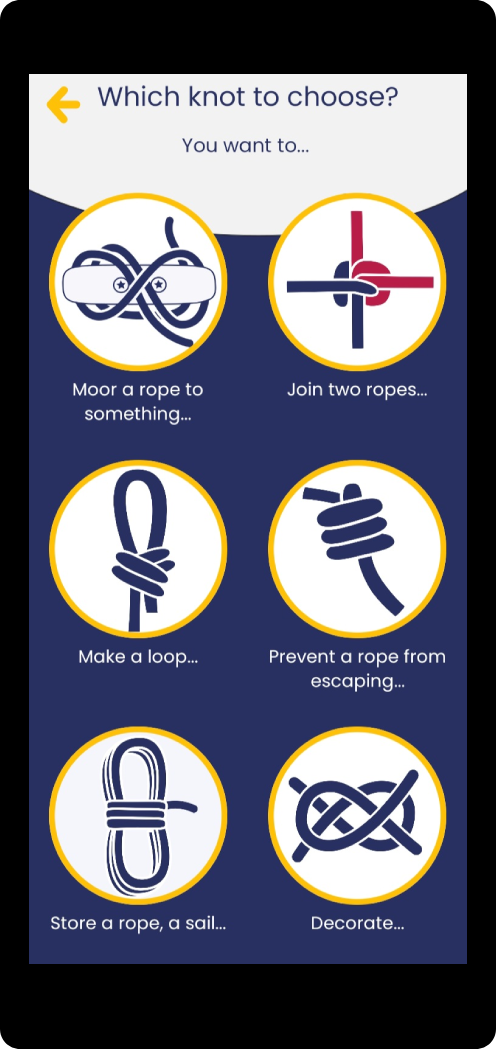 Which knot to choose?
You want to...
Moor a rope to
something...
Join two ropes...
Make a loop...
Prevent a rope from
escaping...
Store a rope, a sail...
Decorate...